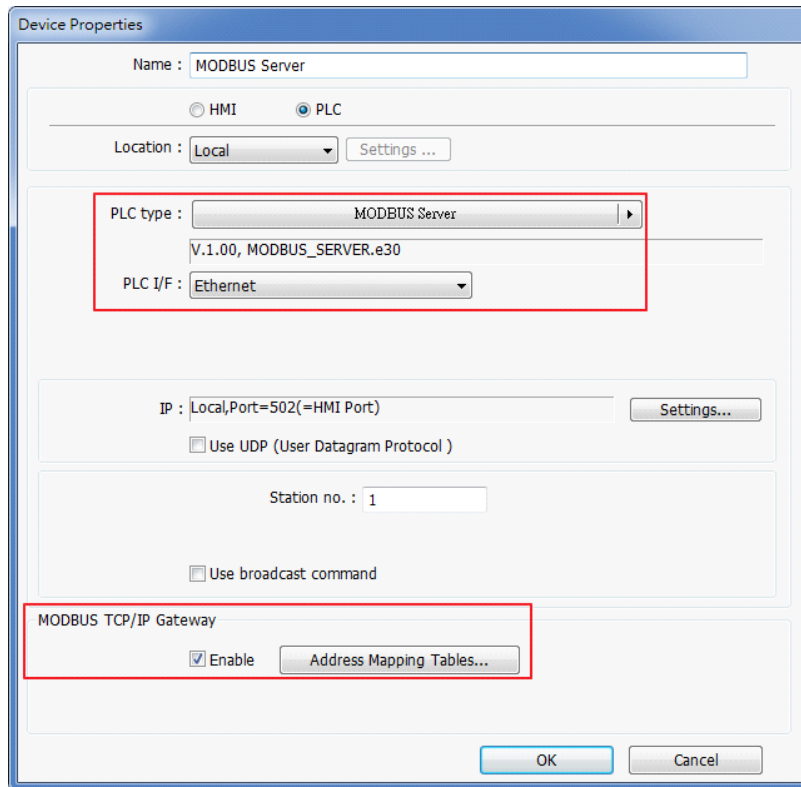 Device Properties
Name : MODBUS Server
HMI PLC
Location : Local Settings ...
PLC type : MODBUS Server
V.1.00, MODBUS_SERVER.e30
PLC I/F : Ethernet
IP : Local,Port=502(=HMI Port) Settings...
Use UDP (User Datagram Protocol )
Station no. : 1
Use broadcast command
MODBUS TCP/IP Gateway
Enable Address Mapping Tables...
OK Cancel